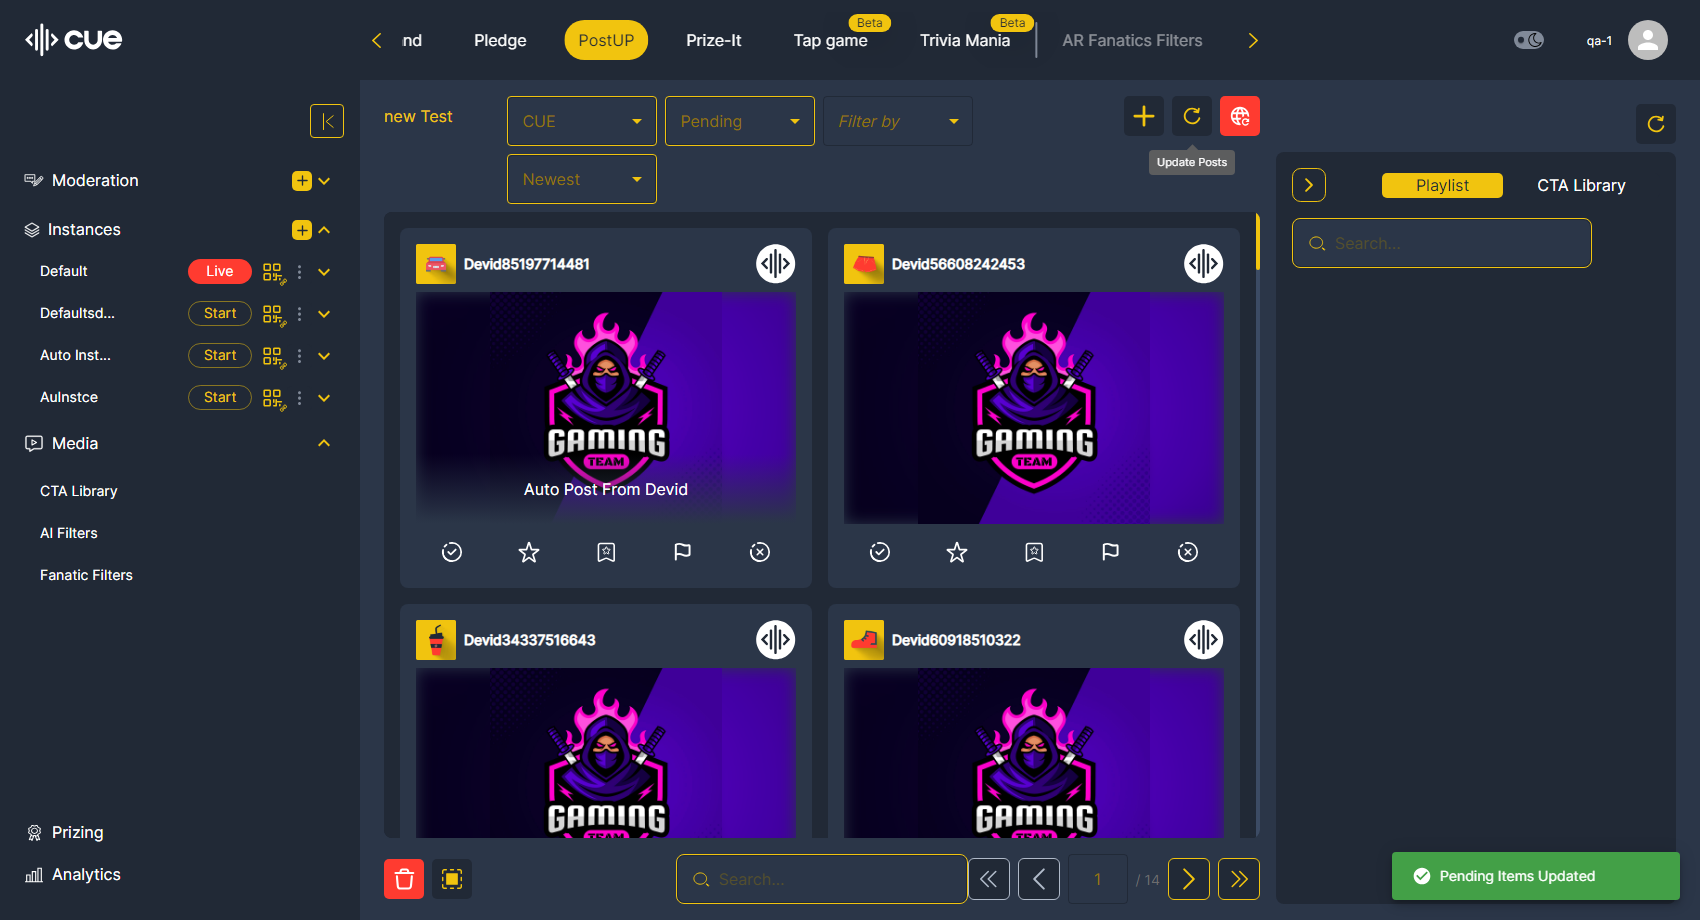 cue
nd
Pledge
PostUP
Prize-It
Tap game
Beta
Trivia Mania
Beta
AR Fanatics Filters
qa-1
Moderation
Instances
Default
Live
Defaultsd...
Start
Auto Inst...
Start
AuInstce
Start
Media
CTA Library
AI Filters
Fanatic Filters
Prizing
Analytics
new Test
CUE
Pending
Filter by
Newest
Update Posts
Devid85197714481
GAMING
TEAM
Auto Post From Devid
Devid56608242453
GAMING
TEAM
Devid34337516643
GAMING
TEAM
Devid60918510322
GAMING
TEAM
Search...
1
/ 14
Playlist
CTA Library
Search...
Pending Items Updated